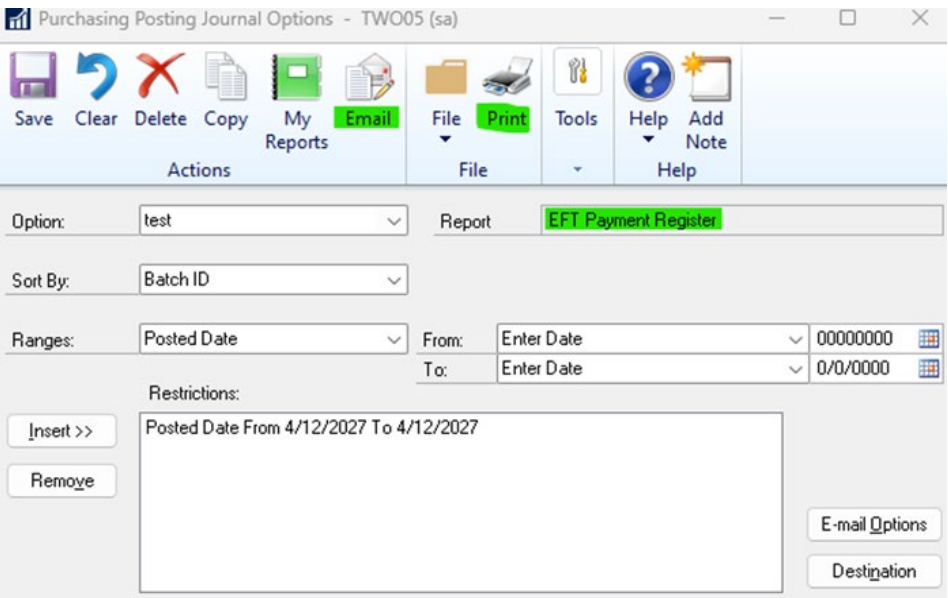 Purchasing Posting Journal Options - TWO05 (sa)
Save Clear Delete Copy My Reports Email File Print Tools Help Add Note
Actions File Help
Option: test Report EFT Payment Register
Sort By: Batch ID
Ranges: Posted Date From: Enter Date 00000000
To: Enter Date 0/0/0000
Restrictions:
Insert >> Posted Date From 4/12/2027 To 4/12/2027
Remove
E-mail Options
Destination